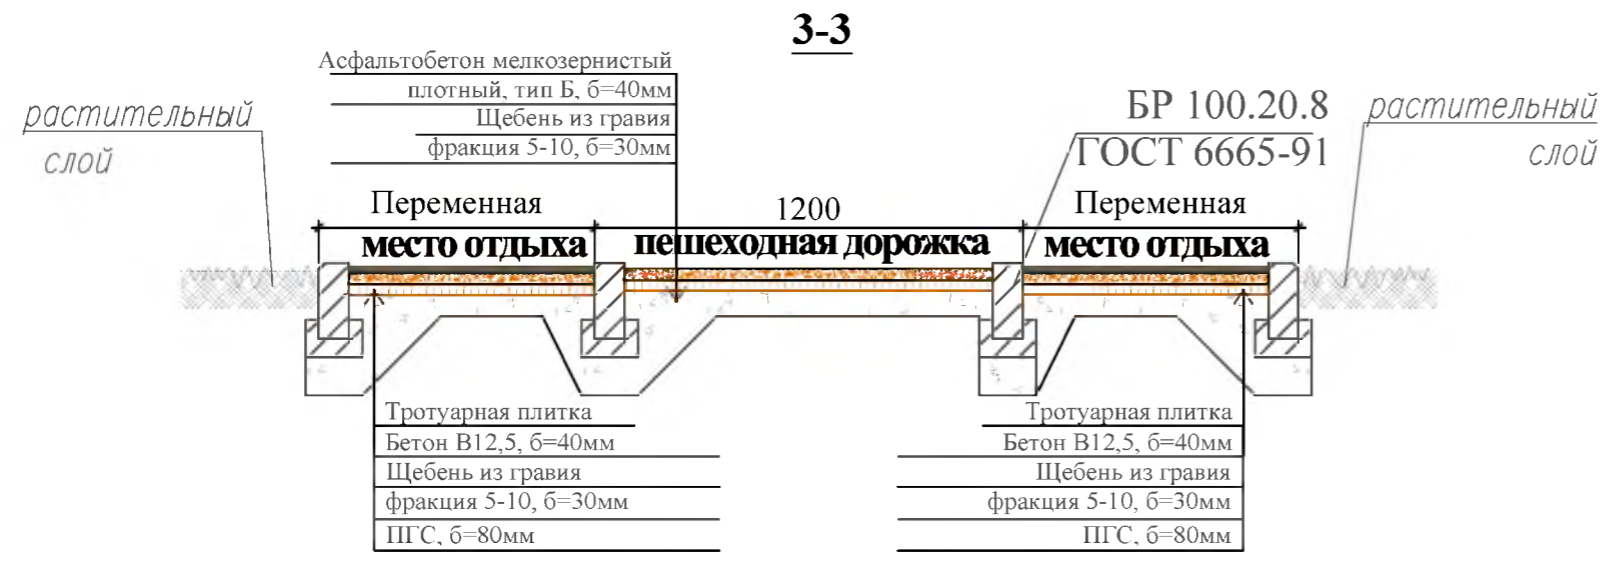 3-3
Асфальтобетон мелкозернистый
плотный, тип Б, б=40мм
Щебень из гравия
фракция 5-10, б=30мм
растительный
слой
БР 100.20.8
ГОСТ 6665-91
растительный
слой
Переменная
1200
Переменная
место отдыха
пешеходная дорожка
место отдыха
Тротуарная плитка
Бетон В12,5, б=40мм
Щебень из гравия
фракция 5-10, б=30мм
ПГС, б=80мм
Тротуарная плитка
Бетон В12,5, б=40мм
Щебень из гравия
фракция 5-10, б=30мм
ПГС, б=80мм